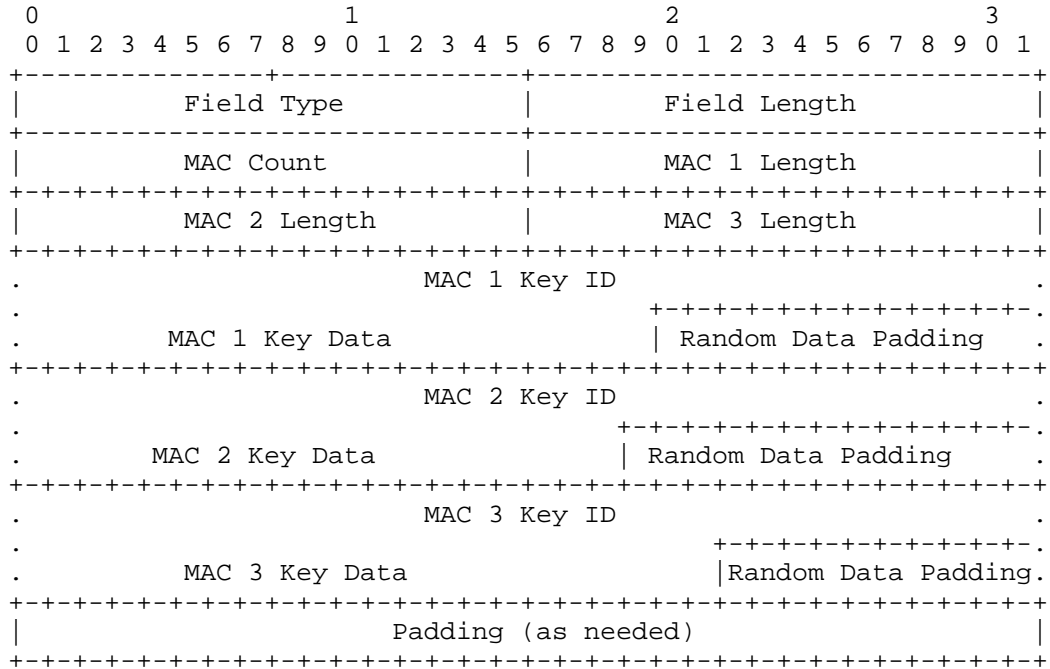 0                   1                   2                   3
 0 1 2 3 4 5 6 7 8 9 0 1 2 3 4 5 6 7 8 9 0 1 2 3 4 5 6 7 8 9 0 1
+---------------+---------------+-------------------------------+
|          Field Type           |        Field Length           |
+-------------------------------+-------------------------------+
|          MAC Count            |        MAC 1 Length           |
+-+-+-+-+-+-+-+-+-+-+-+-+-+-+-+-+-+-+-+-+-+-+-+-+-+-+-+-+-+-+-+-+
|          MAC 2 Length         |        MAC 3 Length           |
+-+-+-+-+-+-+-+-+-+-+-+-+-+-+-+-+-+-+-+-+-+-+-+-+-+-+-+-+-+-+-+-+
.                         MAC 1 Key ID                          .
.                                       +-+-+-+-+-+-+-+-+-+-+-+-.
.         MAC 1 Key Data                | Random Data Padding   .
+-+-+-+-+-+-+-+-+-+-+-+-+-+-+-+-+-+-+-+-+-+-+-+-+-+-+-+-+-+-+-+-+
.                         MAC 2 Key ID                          .
.                                     +-+-+-+-+-+-+-+-+-+-+-+-+-.
.        MAC 2 Key Data               | Random Data Padding     .
+-+-+-+-+-+-+-+-+-+-+-+-+-+-+-+-+-+-+-+-+-+-+-+-+-+-+-+-+-+-+-+-+
.                         MAC 3 Key ID                          .
.                                           +-+-+-+-+-+-+-+-+-+-.
.          MAC 3 Key Data                   |Random Data Padding.
+-+-+-+-+-+-+-+-+-+-+-+-+-+-+-+-+-+-+-+-+-+-+-+-+-+-+-+-+-+-+-+-+
|                       Padding (as needed)                     |
+-+-+-+-+-+-+-+-+-+-+-+-+-+-+-+-+-+-+-+-+-+-+-+-+-+-+-+-+-+-+-+-+